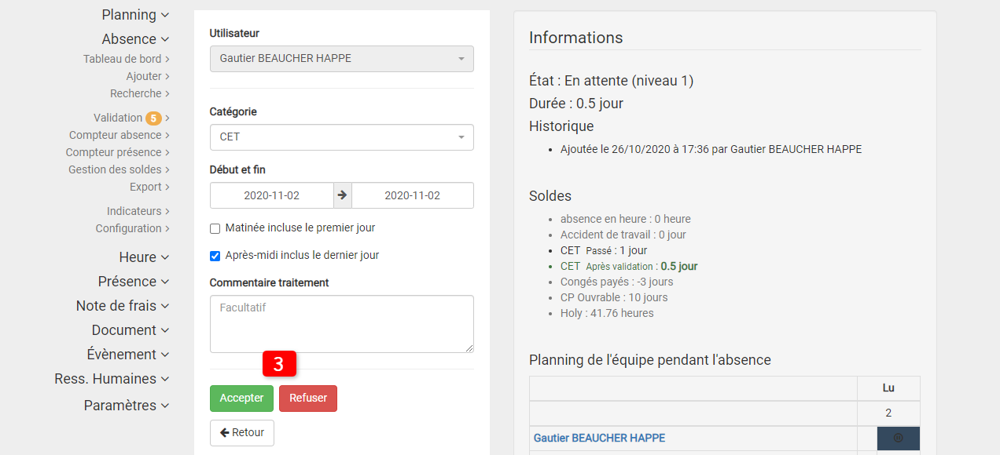 Planning
Absence
Tableau de bord
Ajouter
Recherche
Validation 5
Compteur absence
Compteur présence
Gestion des soldes
Export
Indicateurs
Configuration
Heure
Présence
Note de frais
Document
Évènement
Ress. Humaines
Paramètres
Utilisateur
Gautier BEAUCHER HAPPE
Catégorie
CET
Début et fin
2020-11-02 2020-11-02
Matinée incluse le premier jour
Après-midi inclus le dernier jour
Commentaire traitement
Facultatif
3
Accepter Refuser
Retour
Informations
État : En attente (niveau 1)
Durée : 0.5 jour
Historique
Ajoutée le 26/10/2020 à 17:36 par Gautier BEAUCHER HAPPE
Soldes
absence en heure : 0 heure
Accident de travail : 0 jour
CET Passé : 1 jour
CET Après validation : 0.5 jour
Congés payés : -3 jours
CP Ouvrable : 10 jours
Holy : 41.76 heures
Planning de l'équipe pendant l'absence
Lu
2
Gautier BEAUCHER HAPPE